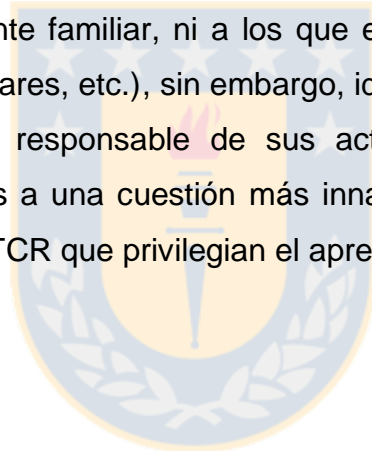 nte familiar, ni a los que e
ares, etc.), sin embargo, ic
responsable de sus act
s a una cuestión más inna
TCR que privilegian el apre